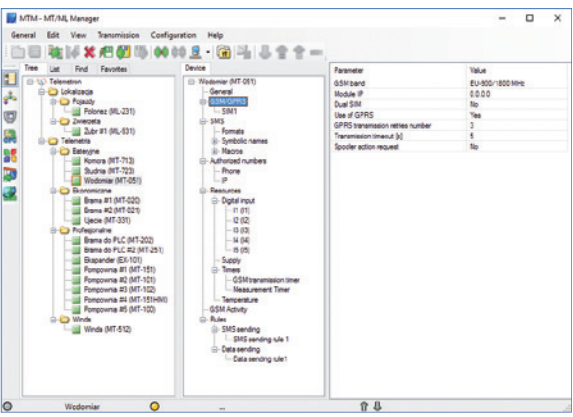 MTM - MT/ML Manager
General Edit View Transmission Configuration Help
Tree List Find Favorites
Telemetron
Lokalizacja
Pojazdy
Polonez (ML-231)
Zwierzęta
Żubr #1 (ML-931)
Telemetria
Bateryjne
Komora (MT-713)
Studnia (MT-723)
Wodomiar (MT-051)
Ekonomiczne
Brama #1 (MT-020)
Brama #2 (MT-021)
Ujęcie (MT-331)
Profesjonalne
Brama do PLC (MT-202)
Brama do PLC #2 (MT-251)
Ekspander (EX-101)
Pompownia #1 (MT-151)
Pompownia #2 (MT-101)
Pompownia #3 (MT-102)
Pompownia #4 (MT-151HMI)
Pompownia #5 (MT-100)
Winda
Winda (MT-512)
Device
Wodomiar (MT-051)
General
GSM/GPRS
SIM1
SMS
Formats
Symbolic names
Macros
Authorized numbers
Phone
IP
Resources
Digital input
I1 (I1)
I2 (I2)
I3 (I3)
I4 (I4)
I5 (I5)
Supply
Timers
GSM transmission timer
Measurement Timer
Temperature
GSM Activity
Rules
SMS sending
SMS sending rule 1
Data sending
Data sending rule1
Parameter Value
GSM band EU-900/1800 MHz
Module IP 0.0.0.0
Dual SIM No
Use of GPRS Yes
GPRS transmission retries number 3
Transmission timeout [s] 6
Spooler action request No
Wodomiar ...